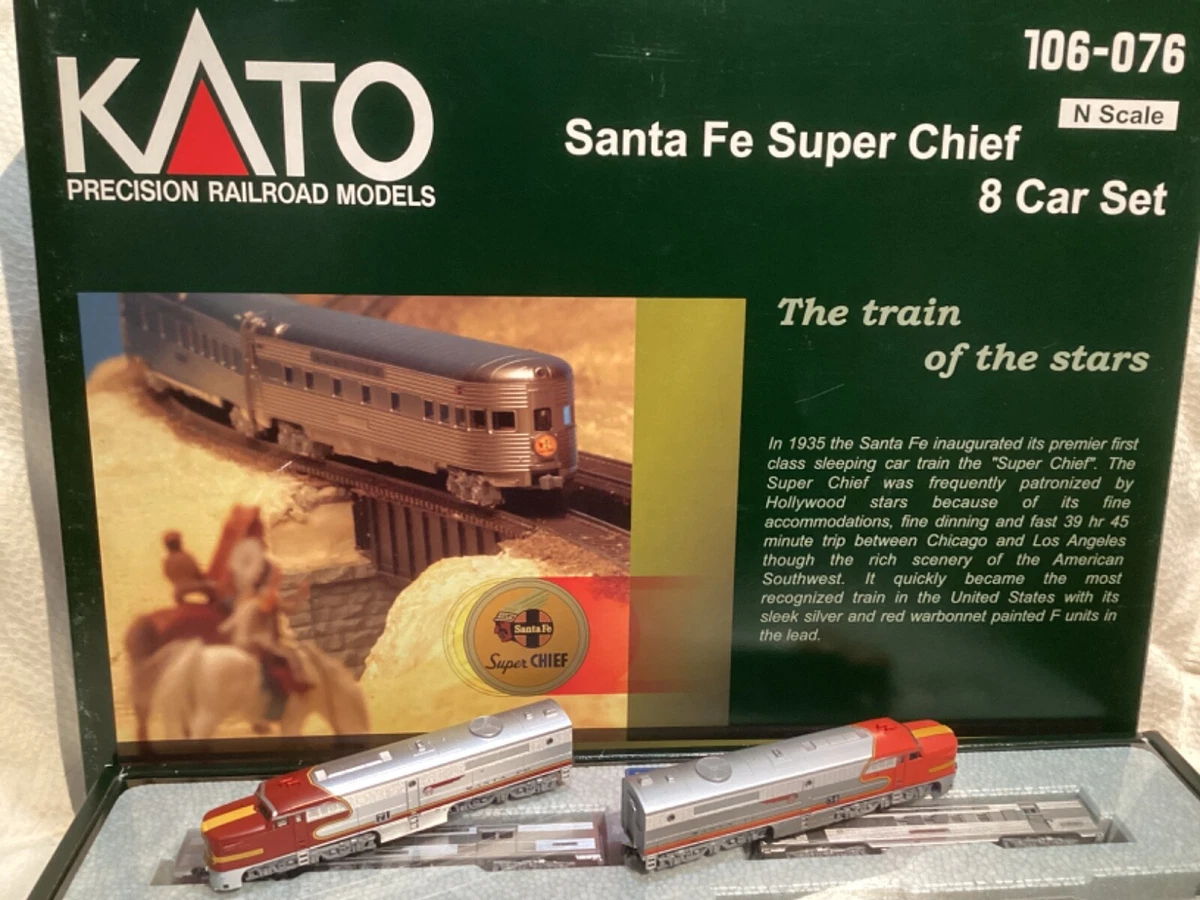 KATO
PRECISION RAILROAD MODELS
106-076
N Scale
Santa Fe Super Chief
8 Car Set
The train
of the stars
In 1935 the Santa Fe inaugurated its premier first
class sleeping car train the "Super Chief". The
Super Chief was frequently patronized by
Hollywood stars because of its fine
accommodations, fine dinning and fast 39 hr 45
minute trip between Chicago and Los Angeles
though the rich scenery of the American
Southwest. It quickly became the most
recognized train in the United States with its
sleek silver and red warbonnet painted F units in
the lead.
Santa Fe
Super CHIEF